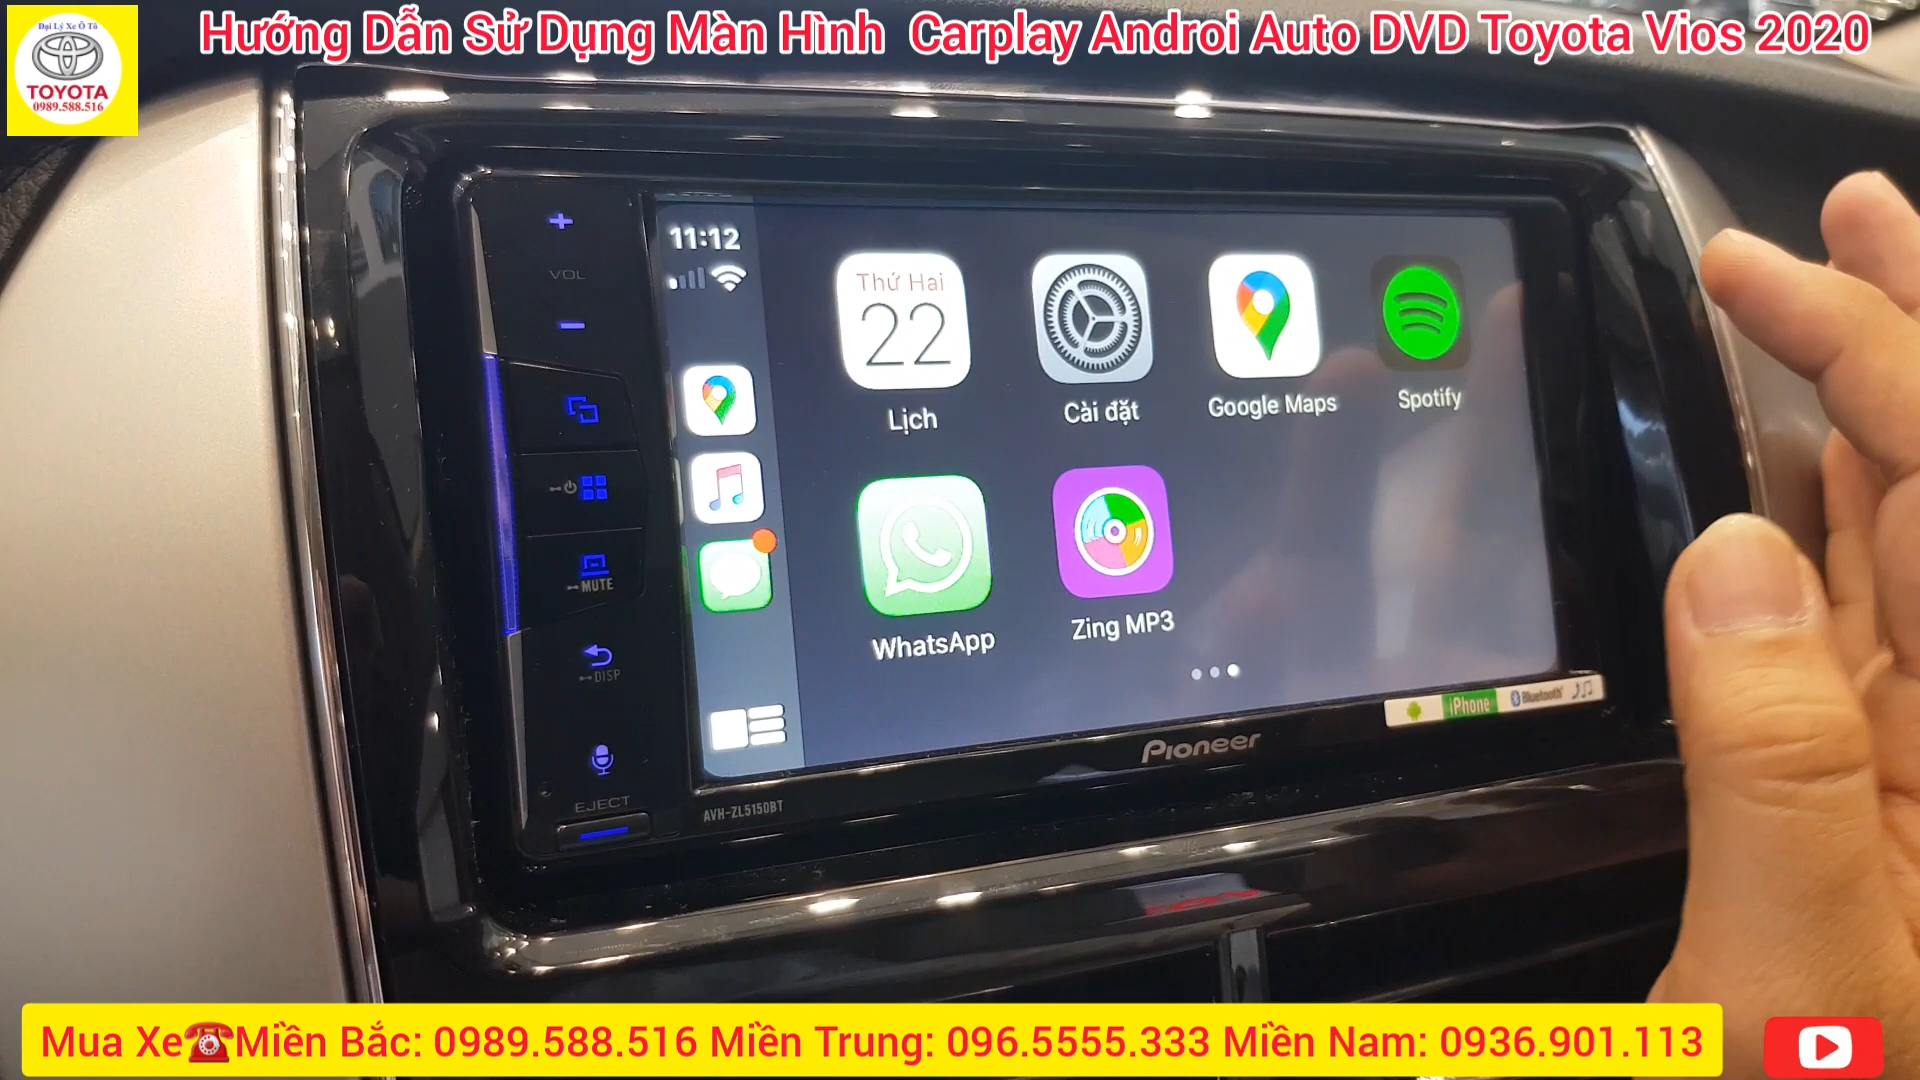 Đại Lý Xe Ô Tô
TOYOTA
0989.588.516
Hướng Dẫn Sử Dụng Màn Hình Carplay Androi Auto DVD Toyota Vios 2020
VOL
MUTE
DISP
EJECT
11:12
Thứ Hai
22
Lịch
Cài đặt
Google Maps
Spotify
WhatsApp
Zing MP3
iPhone
Bluetooth
Pioneer
AVH-ZL5150BT
Mua Xe☎️Miền Bắc: 0989.588.516 Miền Trung: 096.5555.333 Miền Nam: 0936.901.113